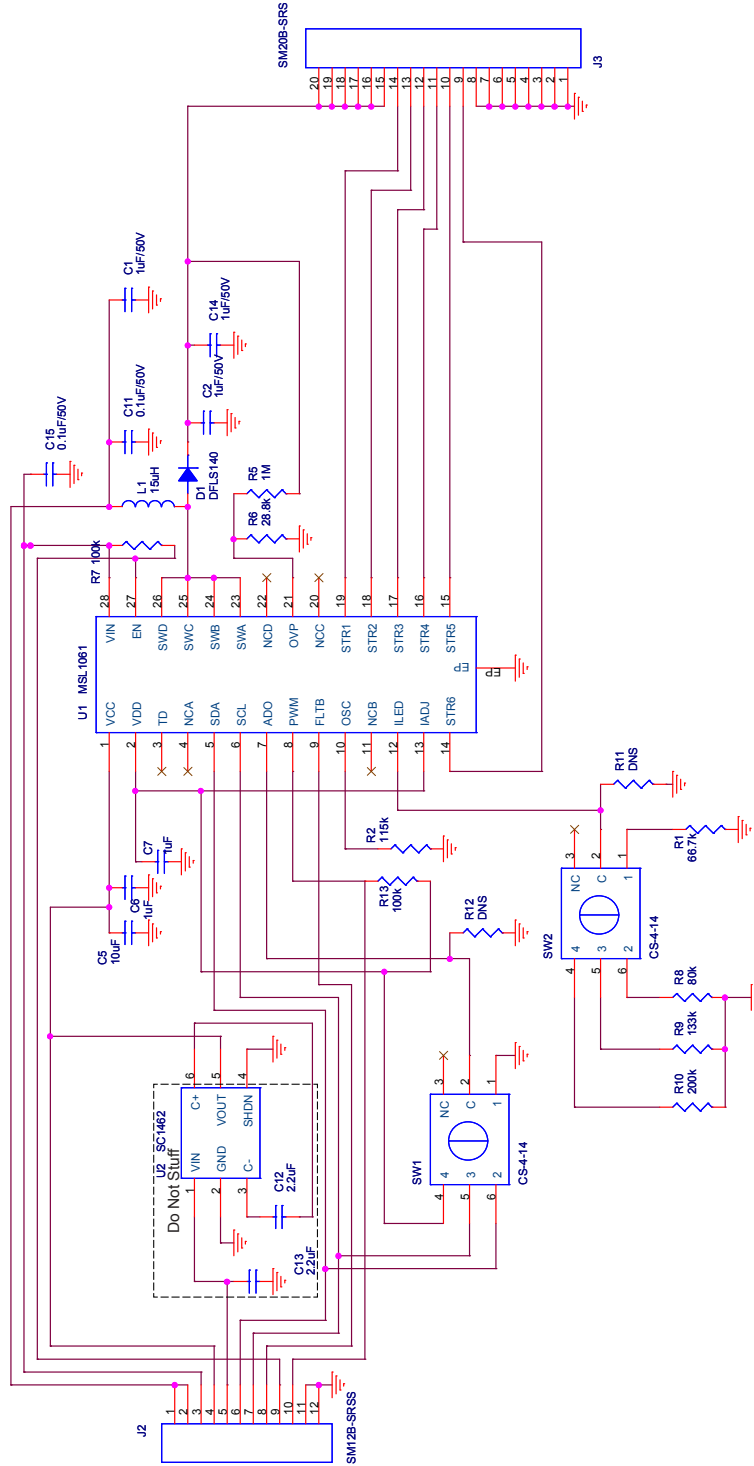 SM20B-SRS
J3
20
19
18
17
16
15
14
13
12
11
10
9
8
7
6
5
4
3
2
1
C1
1uF/50V
C14
1uF/50V
C11
0.1uF/50V
C2
1uF/50V
C15
0.1uF/50V
L1
15uH
D1
DFLS140
R5
1M
R6
28.8k
R7 100k
28
27
26
25
24
23
22
21
20
19
18
17
16
15
U1 MSL1061
VIN
EN
SWD
SWC
SWB
SWA
NCD
OVP
NCC
STR1
STR2
STR3
STR4
STR5
EP
EP
VCC
VDD
TD
NCA
SDA
SCL
ADO
PWM
FLTB
OSC
NCB
ILED
IADJ
STR6
1
2
3
4
5
6
7
8
9
10
11
12
13
14
C7
1uF
C6
1uF
C5
10uF
R2
115k
R13
100k
R12
DNS
R11
DNS
R1
66.7k
SW2
CS-4-14
NC
C
1
4
3
2
3
2
1
4
5
6
R8
80k
R9
133k
R10
200k
U2 SC1462
Do Not Stuff
VIN
GND
C-
C+
VOUT
SHDN
1
2
3
6
5
4
C12
2.2uF
C13
2.2uF
SW1
CS-4-14
NC
C
1
4
3
2
3
2
1
4
5
6
J2
SM12B-SRSS
1
2
3
4
5
6
7
8
9
10
11
12